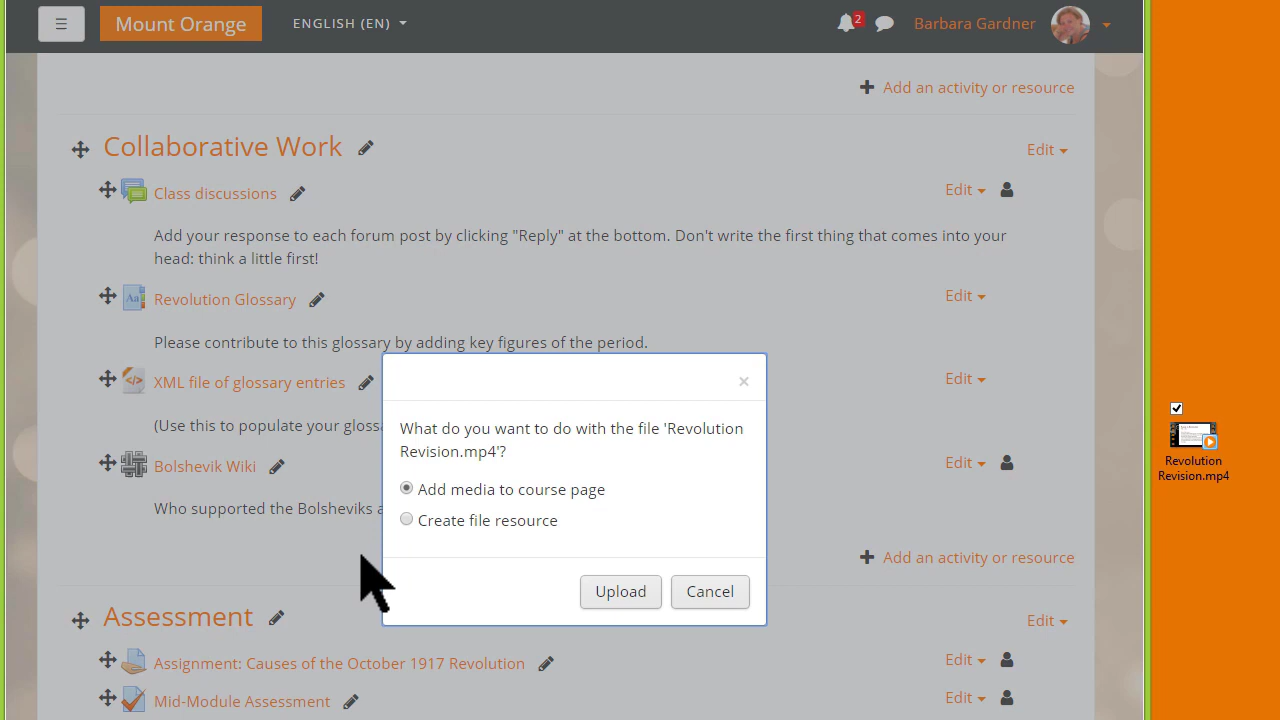 Mount Orange
ENGLISH (EN)
2
Barbara Gardner
Add an activity or resource
Collaborative Work
Edit
Class discussions
Edit
Add your response to each forum post by clicking "Reply" at the bottom. Don't write the first thing that comes into your
head: think a little first!
Aa
Revolution Glossary
Edit
Please contribute to this glossary by adding key figures of the period.
XML file of glossary entries
Edit
(Use this to populate your glossa
Bolshevik Wiki
Edit
Who supported the Bolsheviks a
What do you want to do with the file 'Revolution
Revision.mp4'?
Add media to course page
Create file resource
Upload
Cancel
Add an activity or resource
Assessment
Edit
Assignment: Causes of the October 1917 Revolution
Edit
Mid-Module Assessment
Edit
Revolution
Revision.mp4